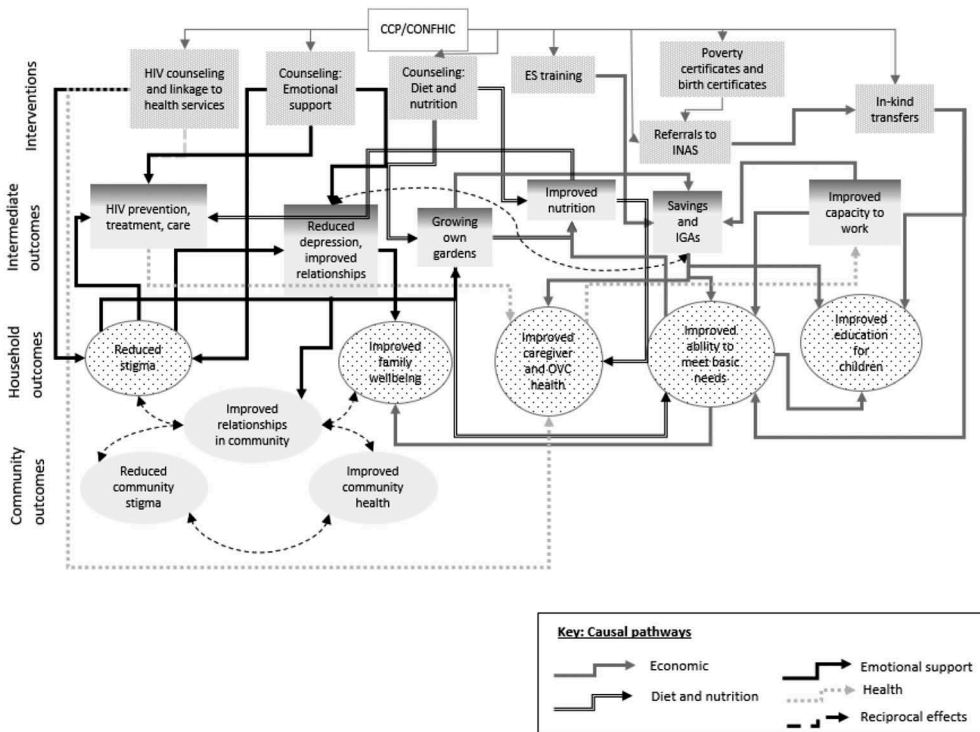 CCP/CONFHIC
Interventions
HIV counseling
and linkage to
health services
Counseling:
Emotional
support
Counseling:
Diet and
nutrition
ES training
Poverty
certificates and
birth certificates
Referrals to
INAS
In-kind
transfers
Intermediate
outcomes
HIV prevention,
treatment, care
Reduced
depression,
improved
relationships
Growing
own
gardens
Improved
nutrition
Savings
and
IGAs
Improved
capacity to
work
Household
outcomes
Reduced
stigma
Improved
family
wellbeing
Improved
caregiver
and OVC
health
Improved
ability to
meet basic
needs
Improved
education
for
children
Community
outcomes
Improved
relationships
in community
Reduced
community
stigma
Improved
community
health
Key: Causal pathways
Economic
Emotional support
Diet and nutrition
Health
Reciprocal effects